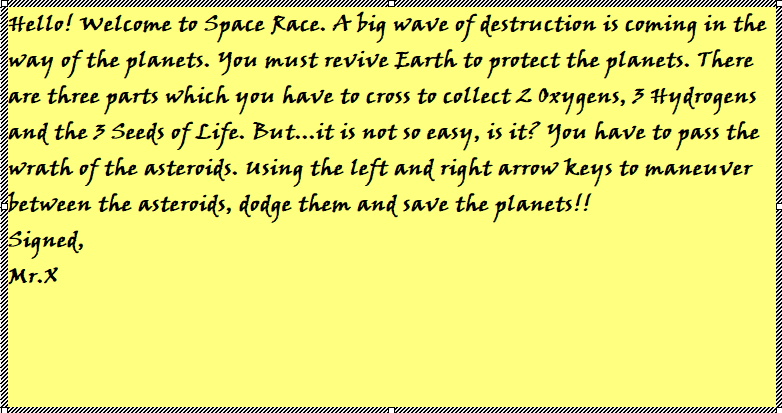 Hello! Welcome to Space Race. A big wave of destruction is coming in the
way of the planets. You must revive Earth to protect the planets. There
are three parts which you have to cross to collect 2 Oxygens, 3 Hydrogens
and the 3 Seeds of Life. But...it is not so easy, is it? You have to pass the
wrath of the asteroids. Using the left and right arrow keys to maneuver
between the asteroids, dodge them and save the planets!!
Signed,
Mr.X